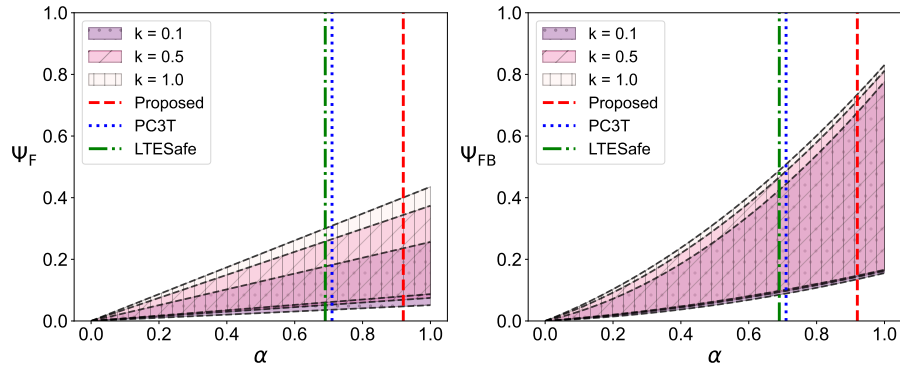 1.0
0.8
0.6
0.4
0.2
0.0
Ψ_F
k = 0.1
k = 0.5
k = 1.0
Proposed
PC3T
LTESafe
0.0 0.2 0.4 0.6 0.8 1.0
α
1.0
0.8
0.6
0.4
0.2
0.0
Ψ_FB
k = 0.1
k = 0.5
k = 1.0
Proposed
PC3T
LTESafe
0.0 0.2 0.4 0.6 0.8 1.0
α